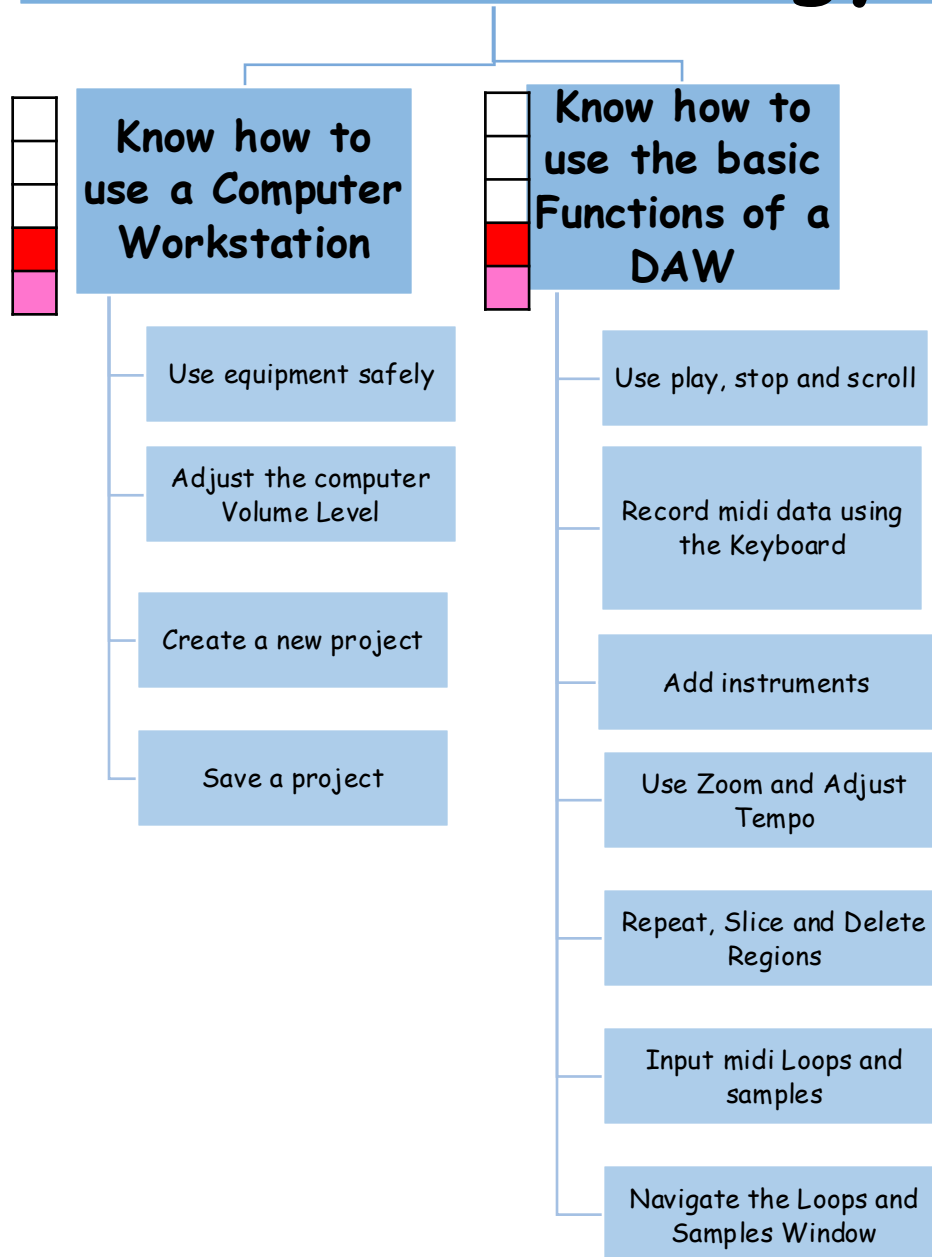 Know how to
use a Computer
Workstation
Use equipment safely
Adjust the computer
Volume Level
Create a new project
Save a project
Know how to
use the basic
Functions of a
DAW
Use play, stop and scroll
Record midi data using
the Keyboard
Add instruments
Use Zoom and Adjust
Tempo
Repeat, Slice and Delete
Regions
Input midi Loops and
samples
Navigate the Loops and
Samples Window